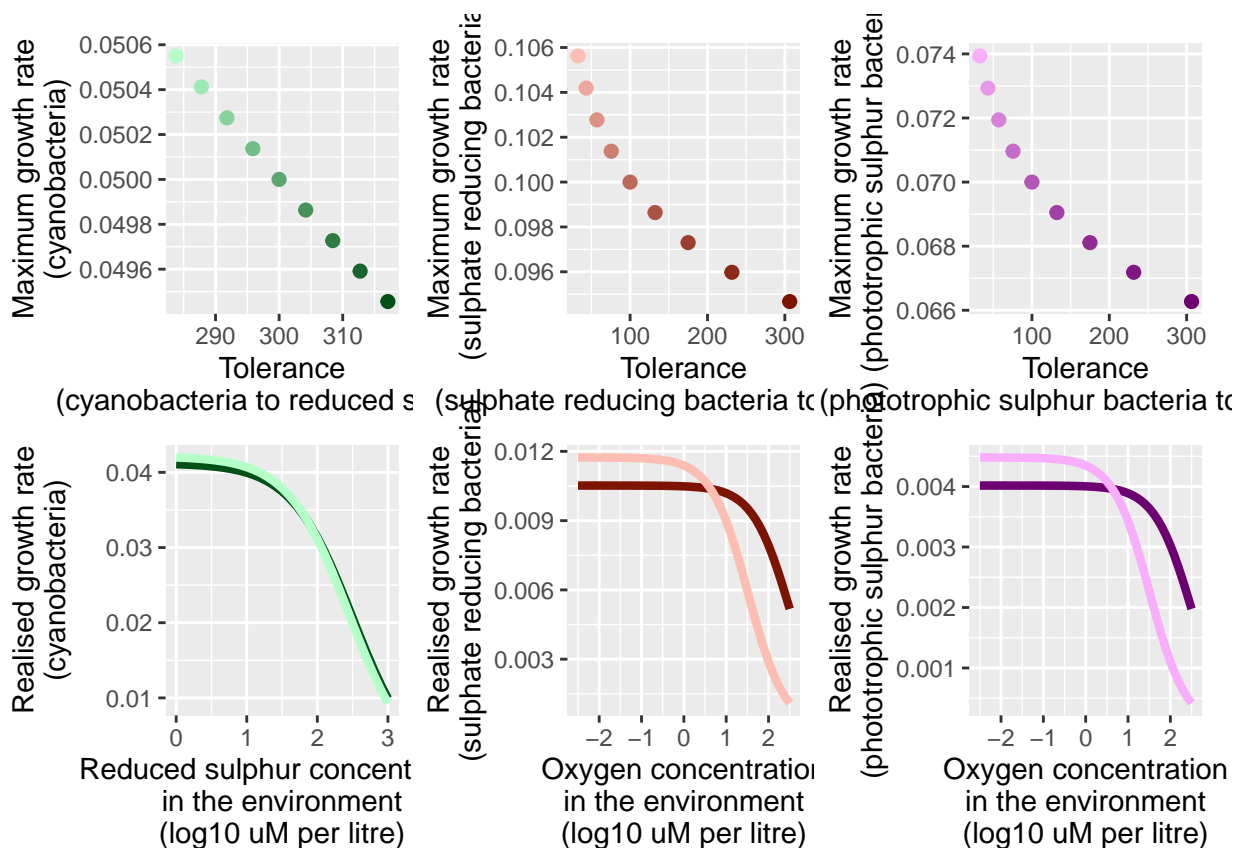 Maximum growth rate
(cyanobacteria)
0.0506
0.0504
0.0502
0.0500
0.0498
0.0496
290 300 310
Tolerance
(cyanobacteria to reduced s
Maximum growth rate
(sulphate reducing bacteria
0.106
0.104
0.102
0.100
0.098
0.096
100 200 300
Tolerance
(sulphate reducing bacteria to
Maximum growth rate
(phototrophic sulphur bacteri
0.074
0.072
0.070
0.068
0.066
100 200 300
Tolerance
(phototrophic sulphur bacteria to
Realised growth rate
(cyanobacteria)
0.04
0.03
0.02
0.01
0 1 2 3
Reduced sulphur concent
in the environment
(log10 uM per litre)
Realised growth rate
(sulphate reducing bacteria)
0.012
0.009
0.006
0.003
−2 −1 0 1 2
Oxygen concentration
in the environment
(log10 uM per litre)
Realised growth rate
(phototrophic sulphur bacteria)
0.004
0.003
0.002
0.001
−2 −1 0 1 2
Oxygen concentration
in the environment
(log10 uM per litre)